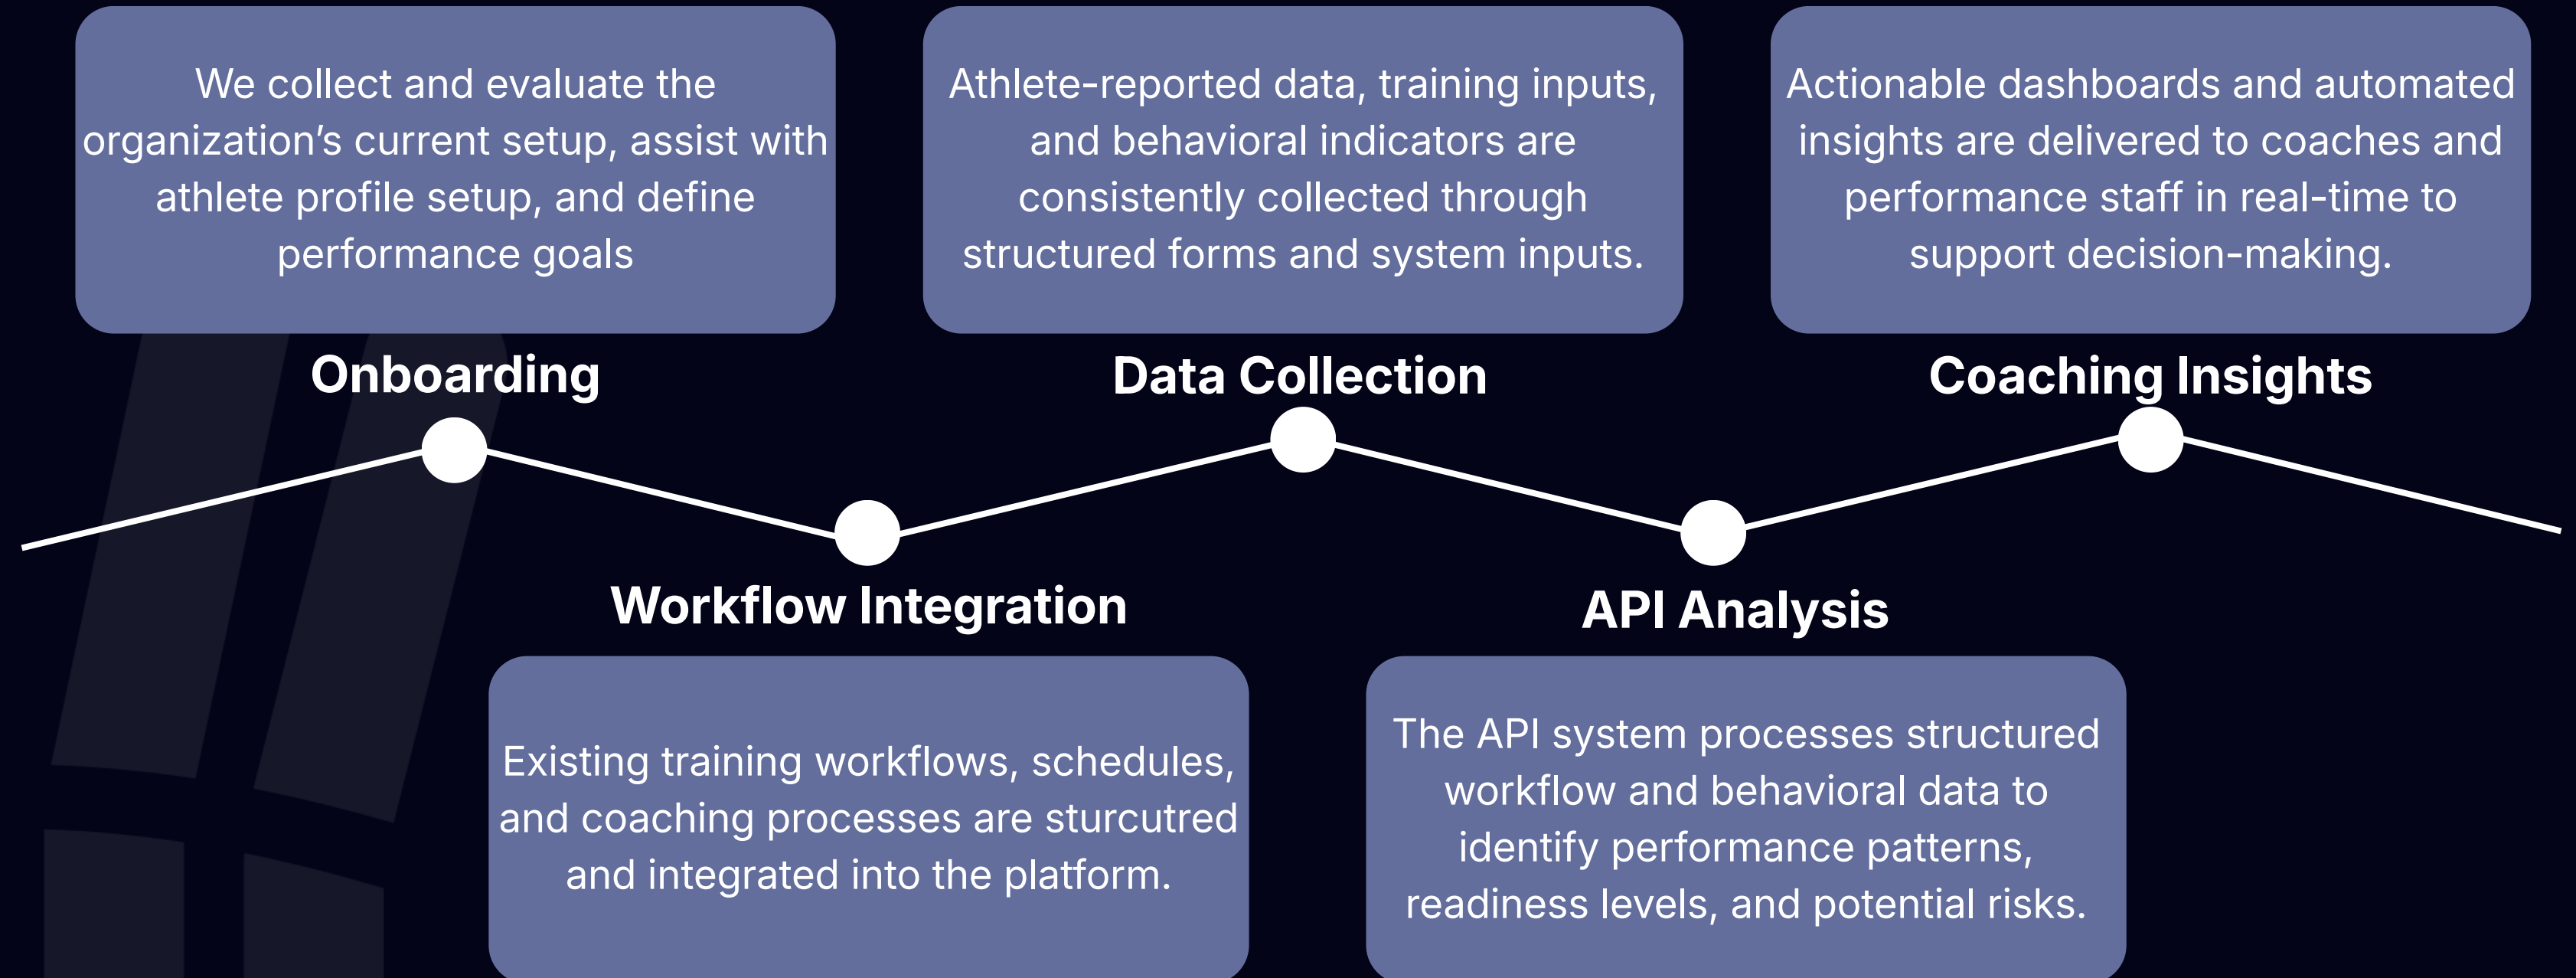 We collect and evaluate the
organization’s current setup, assist with
athlete profile setup, and define
performance goals
Onboarding
Workflow Integration
Existing training workflows, schedules,
and coaching processes are sturcutred
and integrated into the platform.
Athlete-reported data, training inputs,
and behavioral indicators are
consistently collected through
structured forms and system inputs.
Data Collection
API Analysis
The API system processes structured
workflow and behavioral data to
identify performance patterns,
readiness levels, and potential risks.
Actionable dashboards and automated
insights are delivered to coaches and
performance staff in real-time to
support decision-making.
Coaching Insights